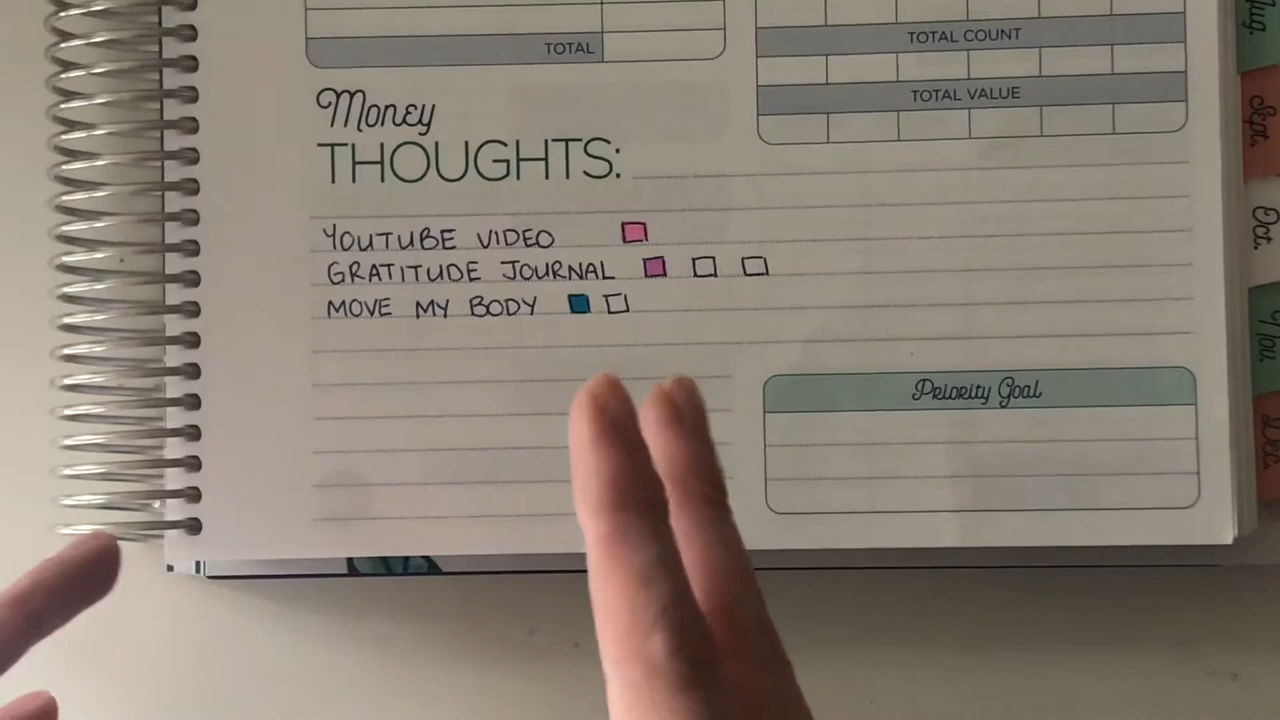 TOTAL
TOTAL COUNT
TOTAL VALUE
Money
THOUGHTS:
YOUTUBE VIDEO
GRATITUDE JOURNAL
MOVE MY BODY
Priority Goal
Aug.
Sept.
Oct.
Nov.
Dec.